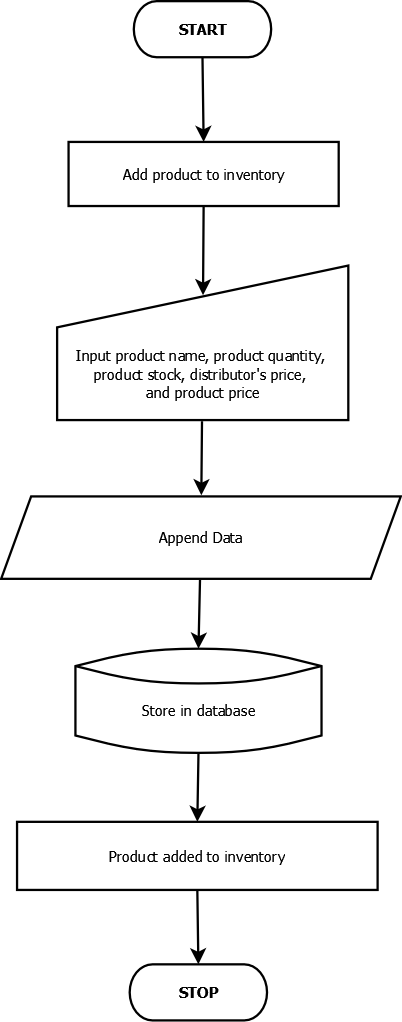 START
Add product to inventory
Input product name, product quantity,
product stock, distributor's price,
and product price
Append Data
Store in database
Product added to inventory
STOP